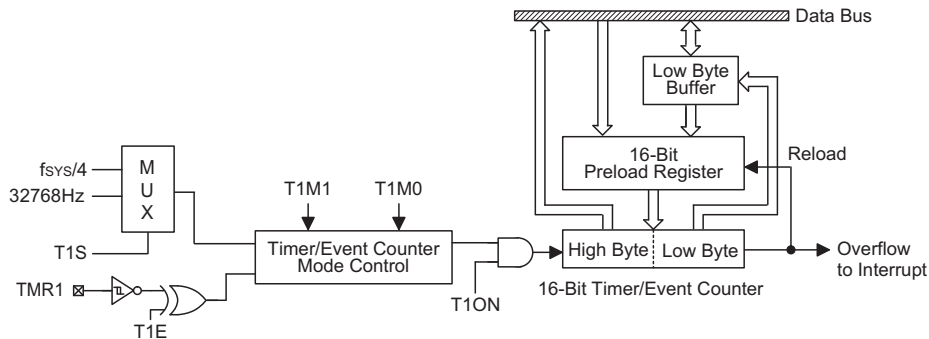 Data Bus
Low Byte
Buffer
16-Bit
Preload Register
Reload
fSYS/4
32768Hz
M
U
X
T1S
T1M1
T1M0
Timer/Event Counter
Mode Control
TMR1
T1E
T1ON
High Byte
Low Byte
16-Bit Timer/Event Counter
Overflow
to Interrupt